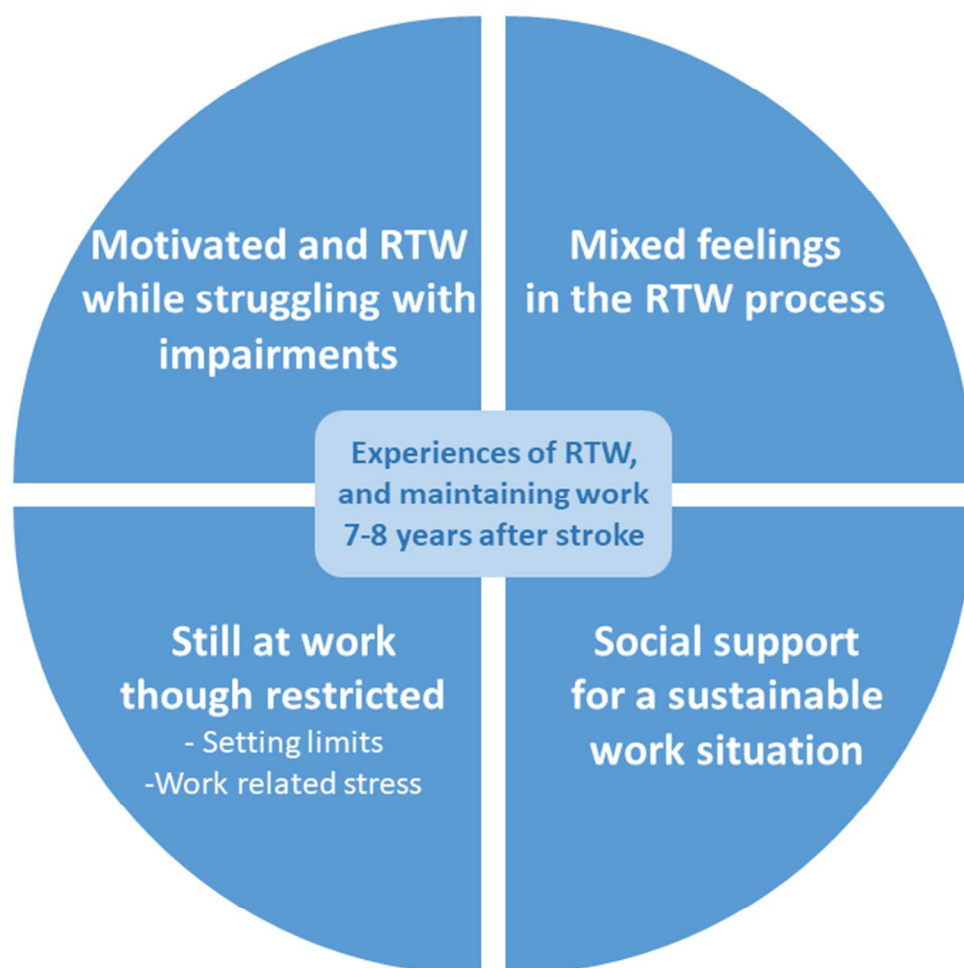 Motivated and RTW
while struggling with
impairments
Mixed feelings
in the RTW process
Experiences of RTW,
and maintaining work
7-8 years after stroke
Still at work
though restricted
- Setting limits
-Work related stress
Social support
for a sustainable
work situation